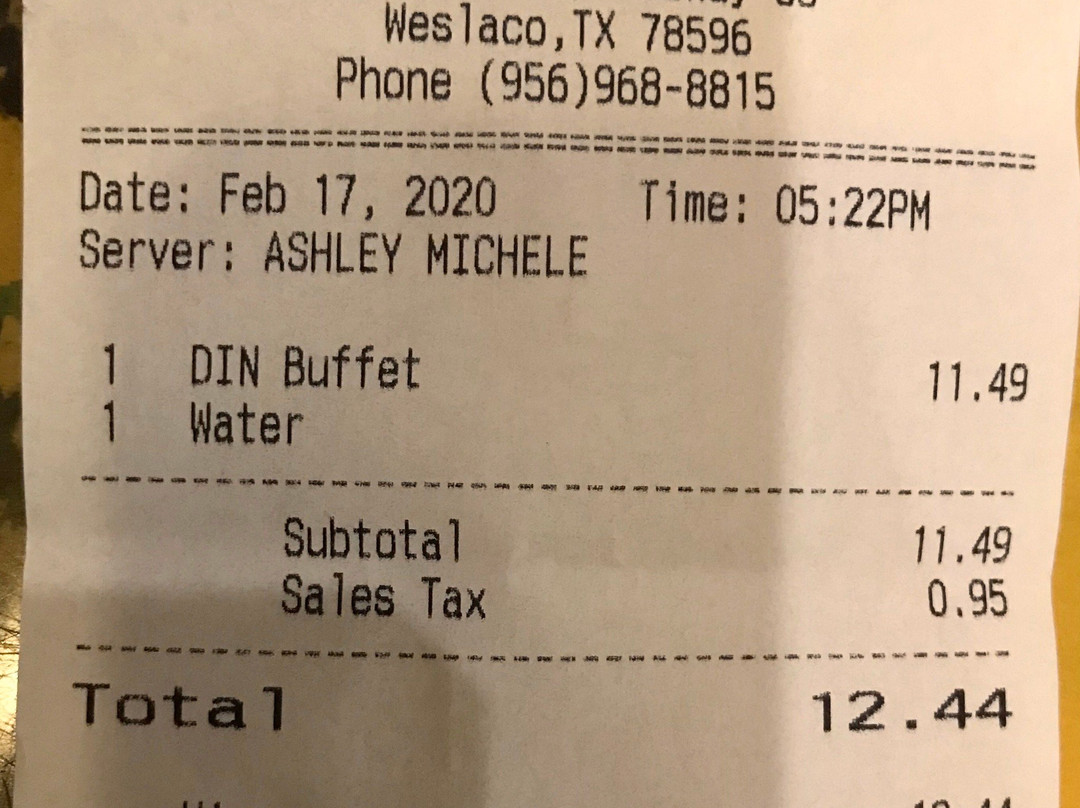 Weslaco,TX 78596
Phone (956)968-8815
Date: Feb 17, 2020 Time: 05:22PM
Server: ASHLEY MICHELE
1 DIN Buffet 11.49
1 Water
Subtotal 11.49
Sales Tax 0.95
Total 12.44